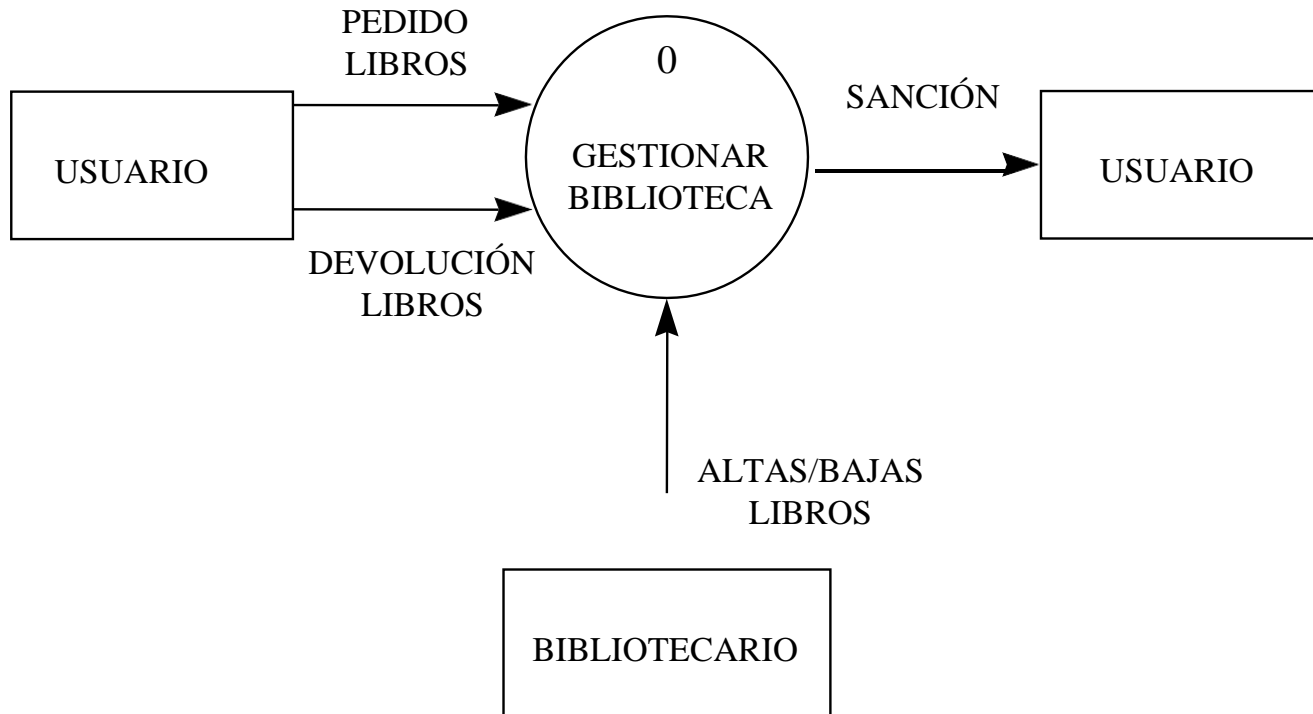 PEDIDO
LIBROS
0
SANCIÓN
USUARIO
GESTIONAR
BIBLIOTECA
USUARIO
DEVOLUCIÓN
LIBROS
ALTAS/BAJAS
LIBROS
BIBLIOTECARIO